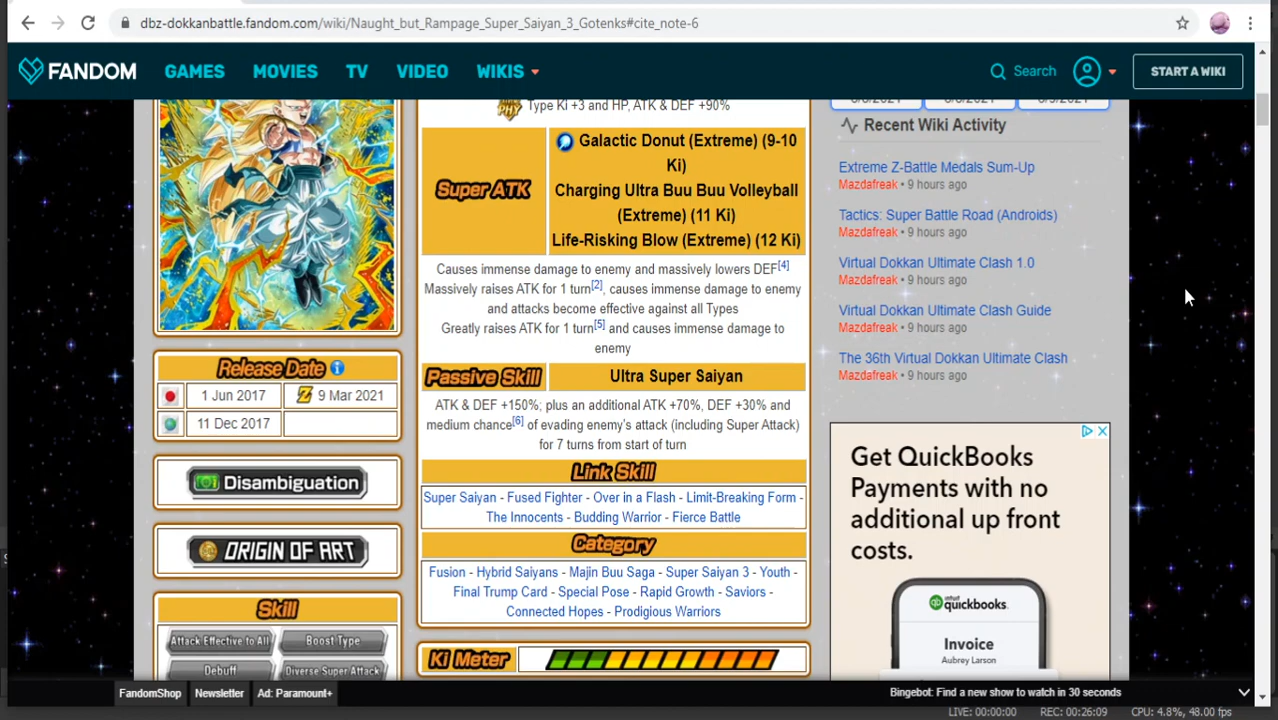 dbz-dokkanbattle.fandom.com/wiki/Naught_but_Rampage_Super_Saiyan_3_Gotenks#cite_note-6
FANDOM GAMES MOVIES TV VIDEO WIKIS Search START A WIKI
PHY Type Ki +3 and HP, ATK & DEF +90%
Super ATK
Galactic Donut (Extreme) (9-10
Ki)
Charging Ultra Buu Buu Volleyball
(Extreme) (11 Ki)
Life-Risking Blow (Extreme) (12 Ki)
Causes immense damage to enemy and massively lowers DEF[4]
Massively raises ATK for 1 turn[2], causes immense damage to enemy
and attacks become effective against all Types
Greatly raises ATK for 1 turn[5] and causes immense damage to
enemy
Passive Skill Ultra Super Saiyan
ATK & DEF +150%; plus an additional ATK +70%, DEF +30% and
medium chance[6] of evading enemy's attack (including Super Attack)
for 7 turns from start of turn
Link Skill
Super Saiyan - Fused Fighter - Over in a Flash - Limit-Breaking Form -
The Innocents - Budding Warrior - Fierce Battle
Category
Fusion - Hybrid Saiyans - Majin Buu Saga - Super Saiyan 3 - Youth -
Final Trump Card - Special Pose - Rapid Growth - Saviors -
Connected Hopes - Prodigious Warriors
Ki Meter
Release Date
1 Jun 2017 Z 9 Mar 2021
11 Dec 2017
Disambiguation
ORIGIN OF ART
Skill
Attack Effective to All Boost Type
Debuff Diverse Super Attack
Recent Wiki Activity
Extreme Z-Battle Medals Sum-Up
Mazdafreak • 9 hours ago
Tactics: Super Battle Road (Androids)
Mazdafreak • 9 hours ago
Virtual Dokkan Ultimate Clash 1.0
Mazdafreak • 9 hours ago
Virtual Dokkan Ultimate Clash Guide
Mazdafreak • 9 hours ago
The 36th Virtual Dokkan Ultimate Clash
Mazdafreak • 9 hours ago
Get QuickBooks
Payments with no
additional up front
costs.
intuit
quickbooks.
Invoice
Aubrey Larson
FandomShop Newsletter Ad: Paramount+ Bingebot: Find a new show to watch in 30 seconds
LIVE: 00:00:00 REC: 00:26:09 CPU: 4.8%, 48.00 fps